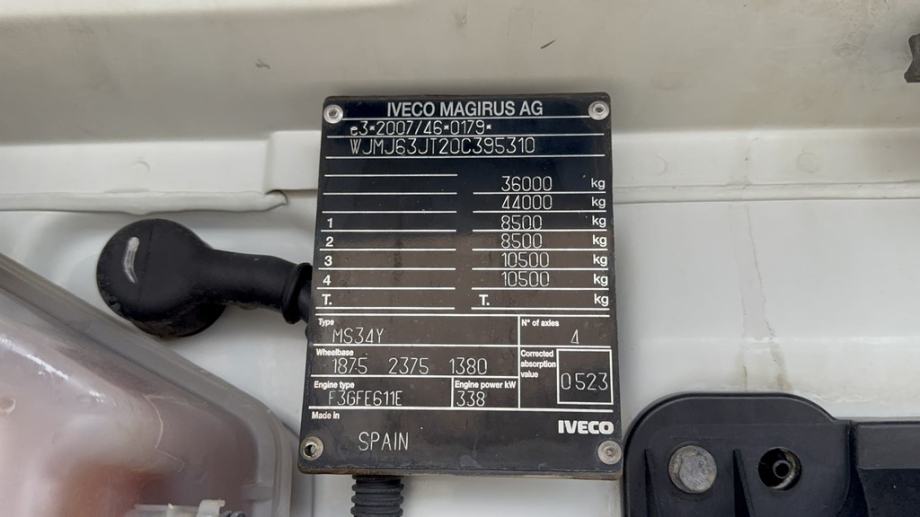 IVECO MAGIRUS AG
e3*2007/46*0179*
WJMJ63JT20C395310
36000 kg
44000 kg
1 8500 kg
2 8500 kg
3 10500 kg
4 10500 kg
T. T. kg
Type N° of axles
MS34Y 4
Wheelbase Corrected absorption value
1875 2375 1380 0523
Engine type Engine power kW
F3GFE611E 338
Made in
IVECO
SPAIN